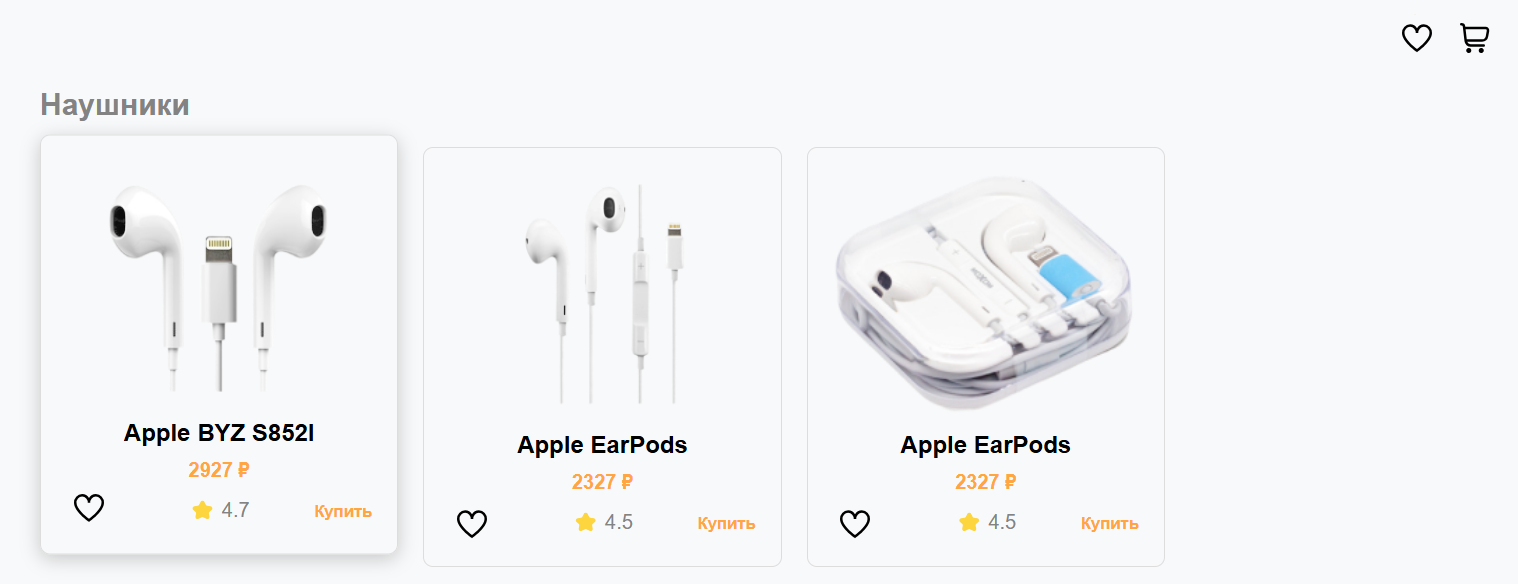 Наушники
Apple BYZ S852I
2927 ₽
4.7
Купить
Apple EarPods
2327 ₽
4.5
Купить
Apple EarPods
2327 ₽
4.5
Купить